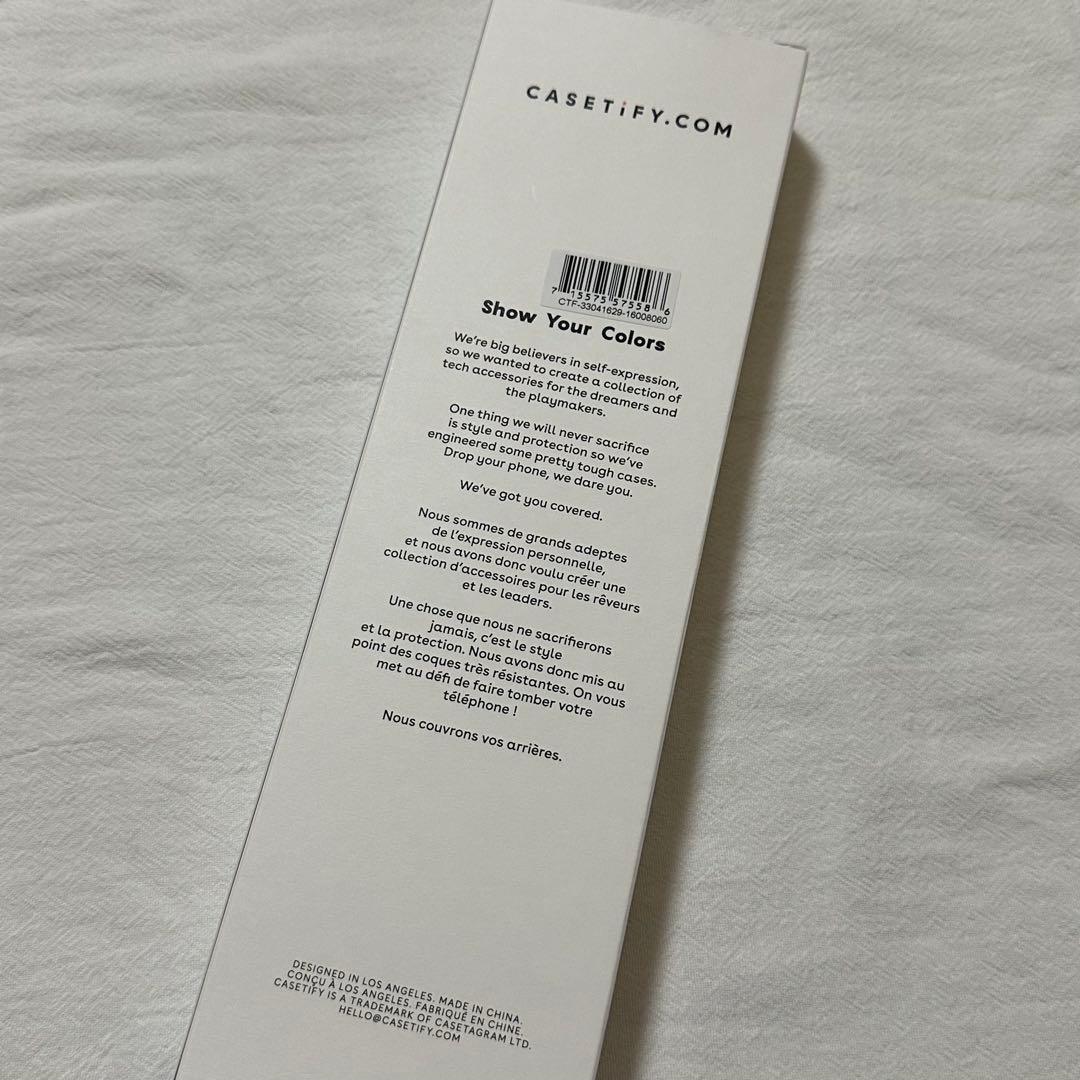 CASETiFY.COM
7 15575 57558 6
CTF-33041629-16008060
Show Your Colors
We're big believers in self-expression,
so we wanted to create a collection of
tech accessories for the dreamers and
the playmakers.
One thing we will never sacrifice
is style and protection so we've
engineered some pretty tough cases.
Drop your phone, we dare you.
We've got you covered.
Nous sommes de grands adeptes
de l'expression personnelle,
et nous avons donc voulu créer une
collection d'accessoires pour les rêveurs
et les leaders.
Une chose que nous ne sacrifierons
jamais, c'est le style
et la protection. Nous avons donc mis au
point des coques très résistantes. On vous
met au défi de faire tomber votre
téléphone !
Nous couvrons vos arrières.
DESIGNED IN LOS ANGELES. MADE IN CHINA.
CONÇU À LOS ANGELES. FABRIQUÉ EN CHINE.
CASETIFY IS A TRADEMARK OF CASETAGRAM LTD.
HELLO@CASETIFY.COM